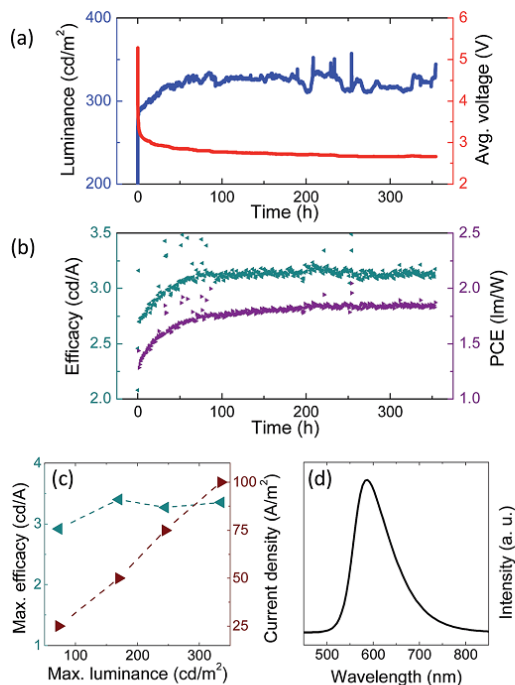 (a)
400
300
200
Luminance (cd/m²)
6
5
4
3
2
Avg. voltage (V)
0 100 200 300
Time (h)
(b)
3.5
3.0
2.5
2.0
Efficacy (cd/A)
2.5
2.0
1.5
1.0
PCE (lm/W)
0 100 200 300
Time (h)
(c)
4
3
2
1
Max. efficacy (cd/A)
100
75
50
25
Current density (A/m²)
100 200 300
Max. luminance (cd/m²)
(d)
Intensity (a. u.)
500 600 700 800
Wavelength (nm)